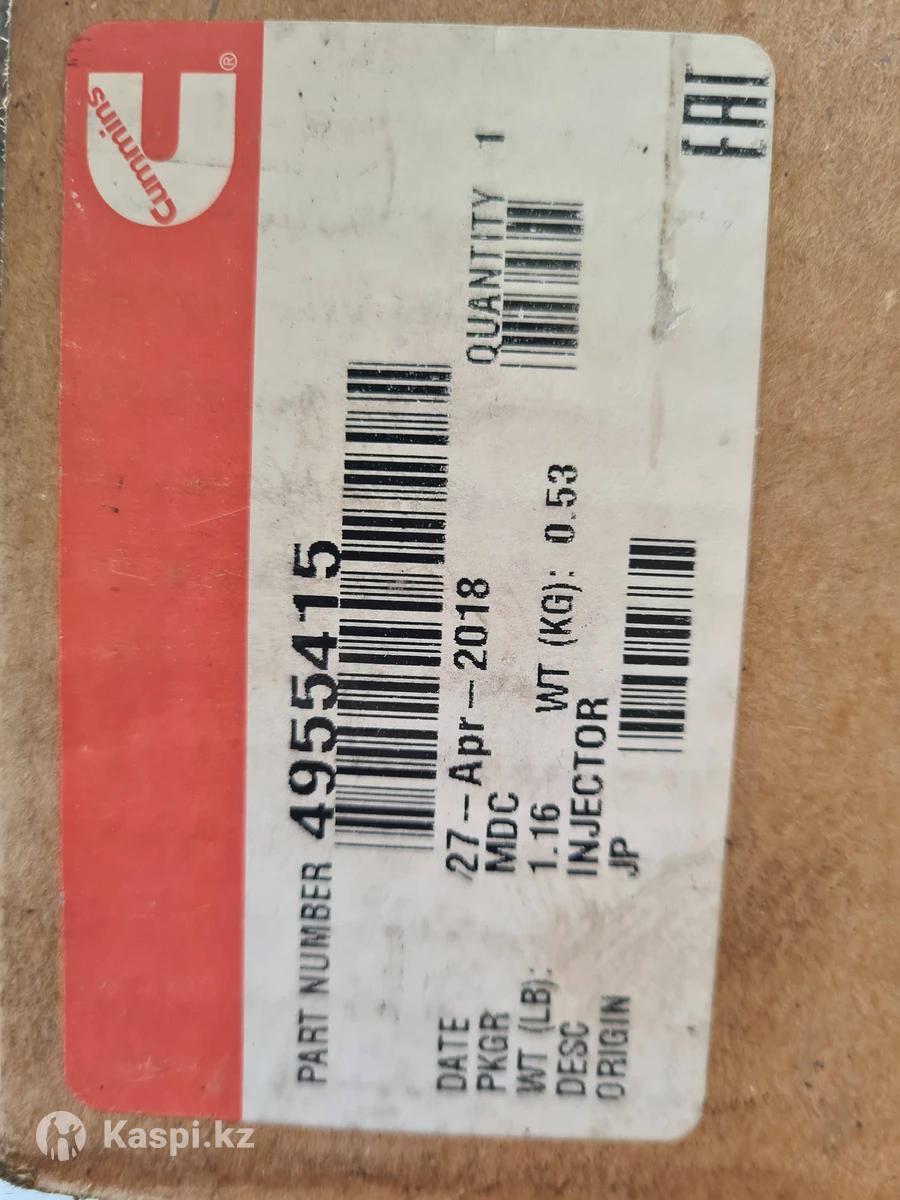 Cummins®
EAC
PART NUMBER 4955415
QUANTITY 1
DATE 27-Apr-2018
PKGR MDC
WT (LB): 1.16 WT (KG): 0.53
DESC INJECTOR
ORIGIN JP
Kaspi.kz